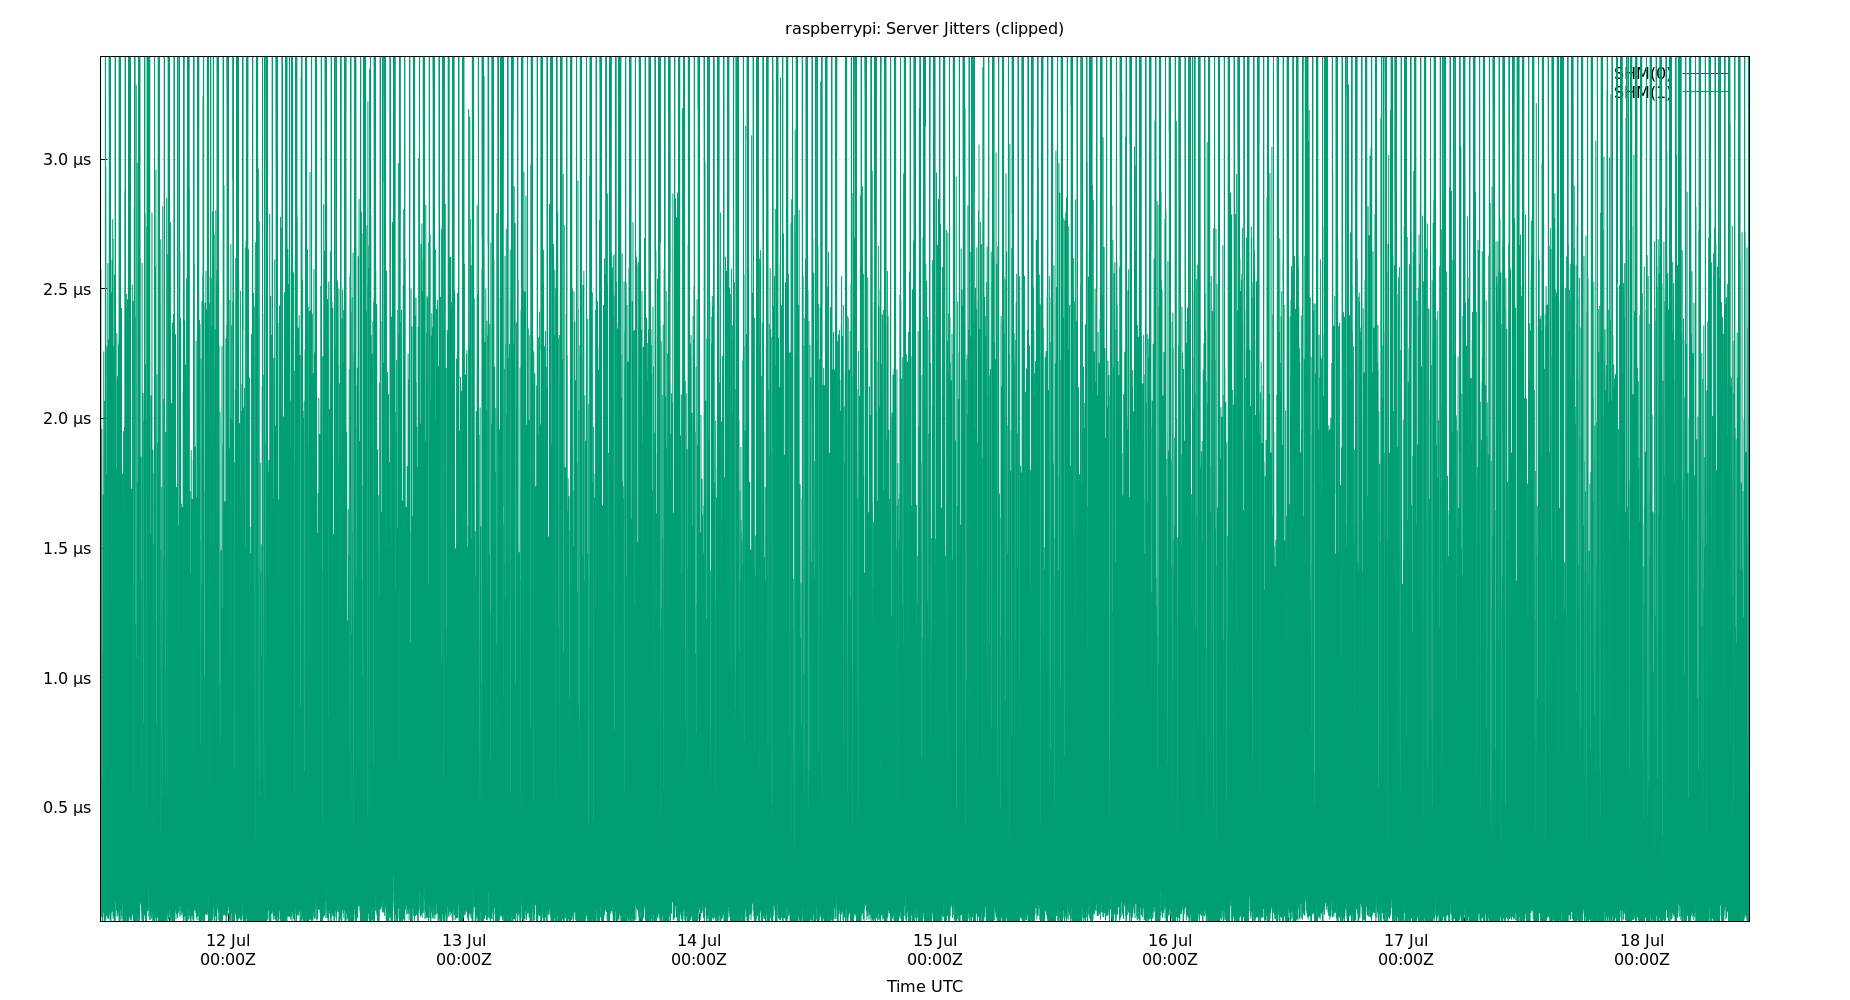 raspberrypi: Server Jitters (clipped)
SHM(0)
SHM(1)
3.0 µs
2.5 µs
2.0 µs
1.5 µs
1.0 µs
0.5 µs
12 Jul 13 Jul 14 Jul 15 Jul 16 Jul 17 Jul 18 Jul
00:00Z 00:00Z 00:00Z 00:00Z 00:00Z 00:00Z 00:00Z
Time UTC